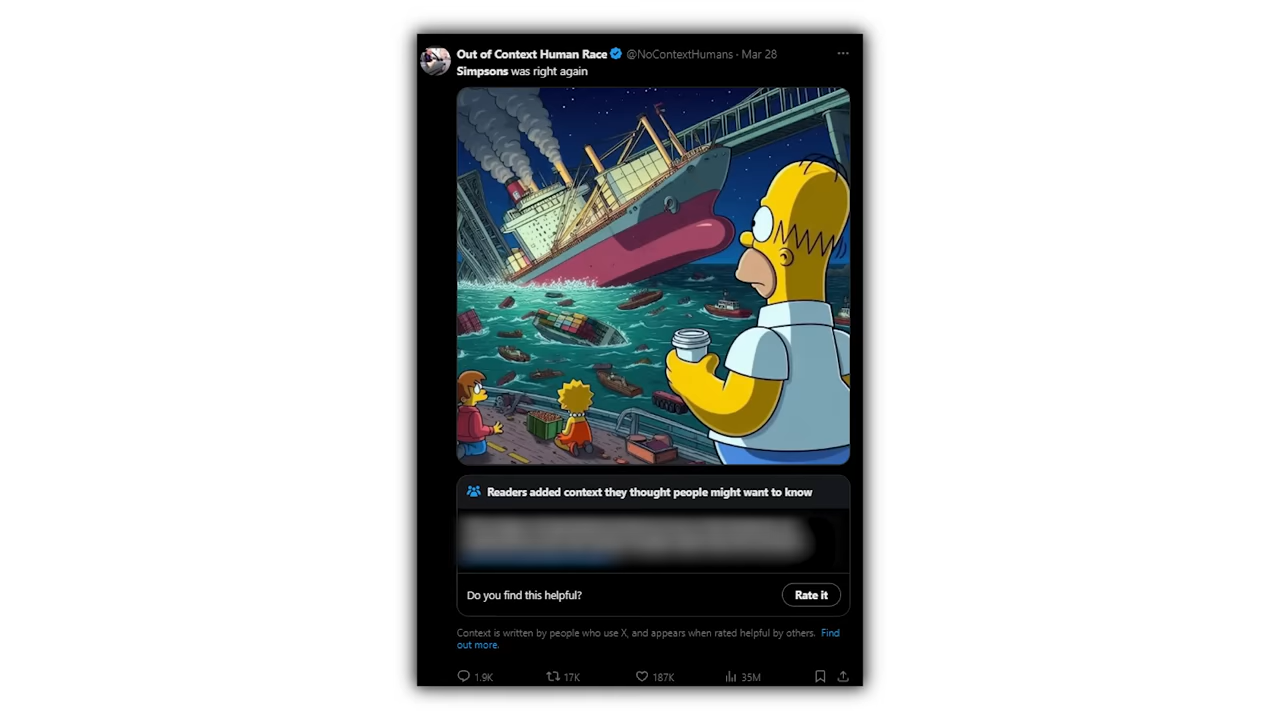 Out of Context Human Race @NoContextHumans · Mar 28
Simpsons was right again
Readers added context they thought people might want to know
Do you find this helpful?
Rate it
Context is written by people who use X, and appears when rated helpful by others. Find
out more.
1.9K 17K 187K 35M